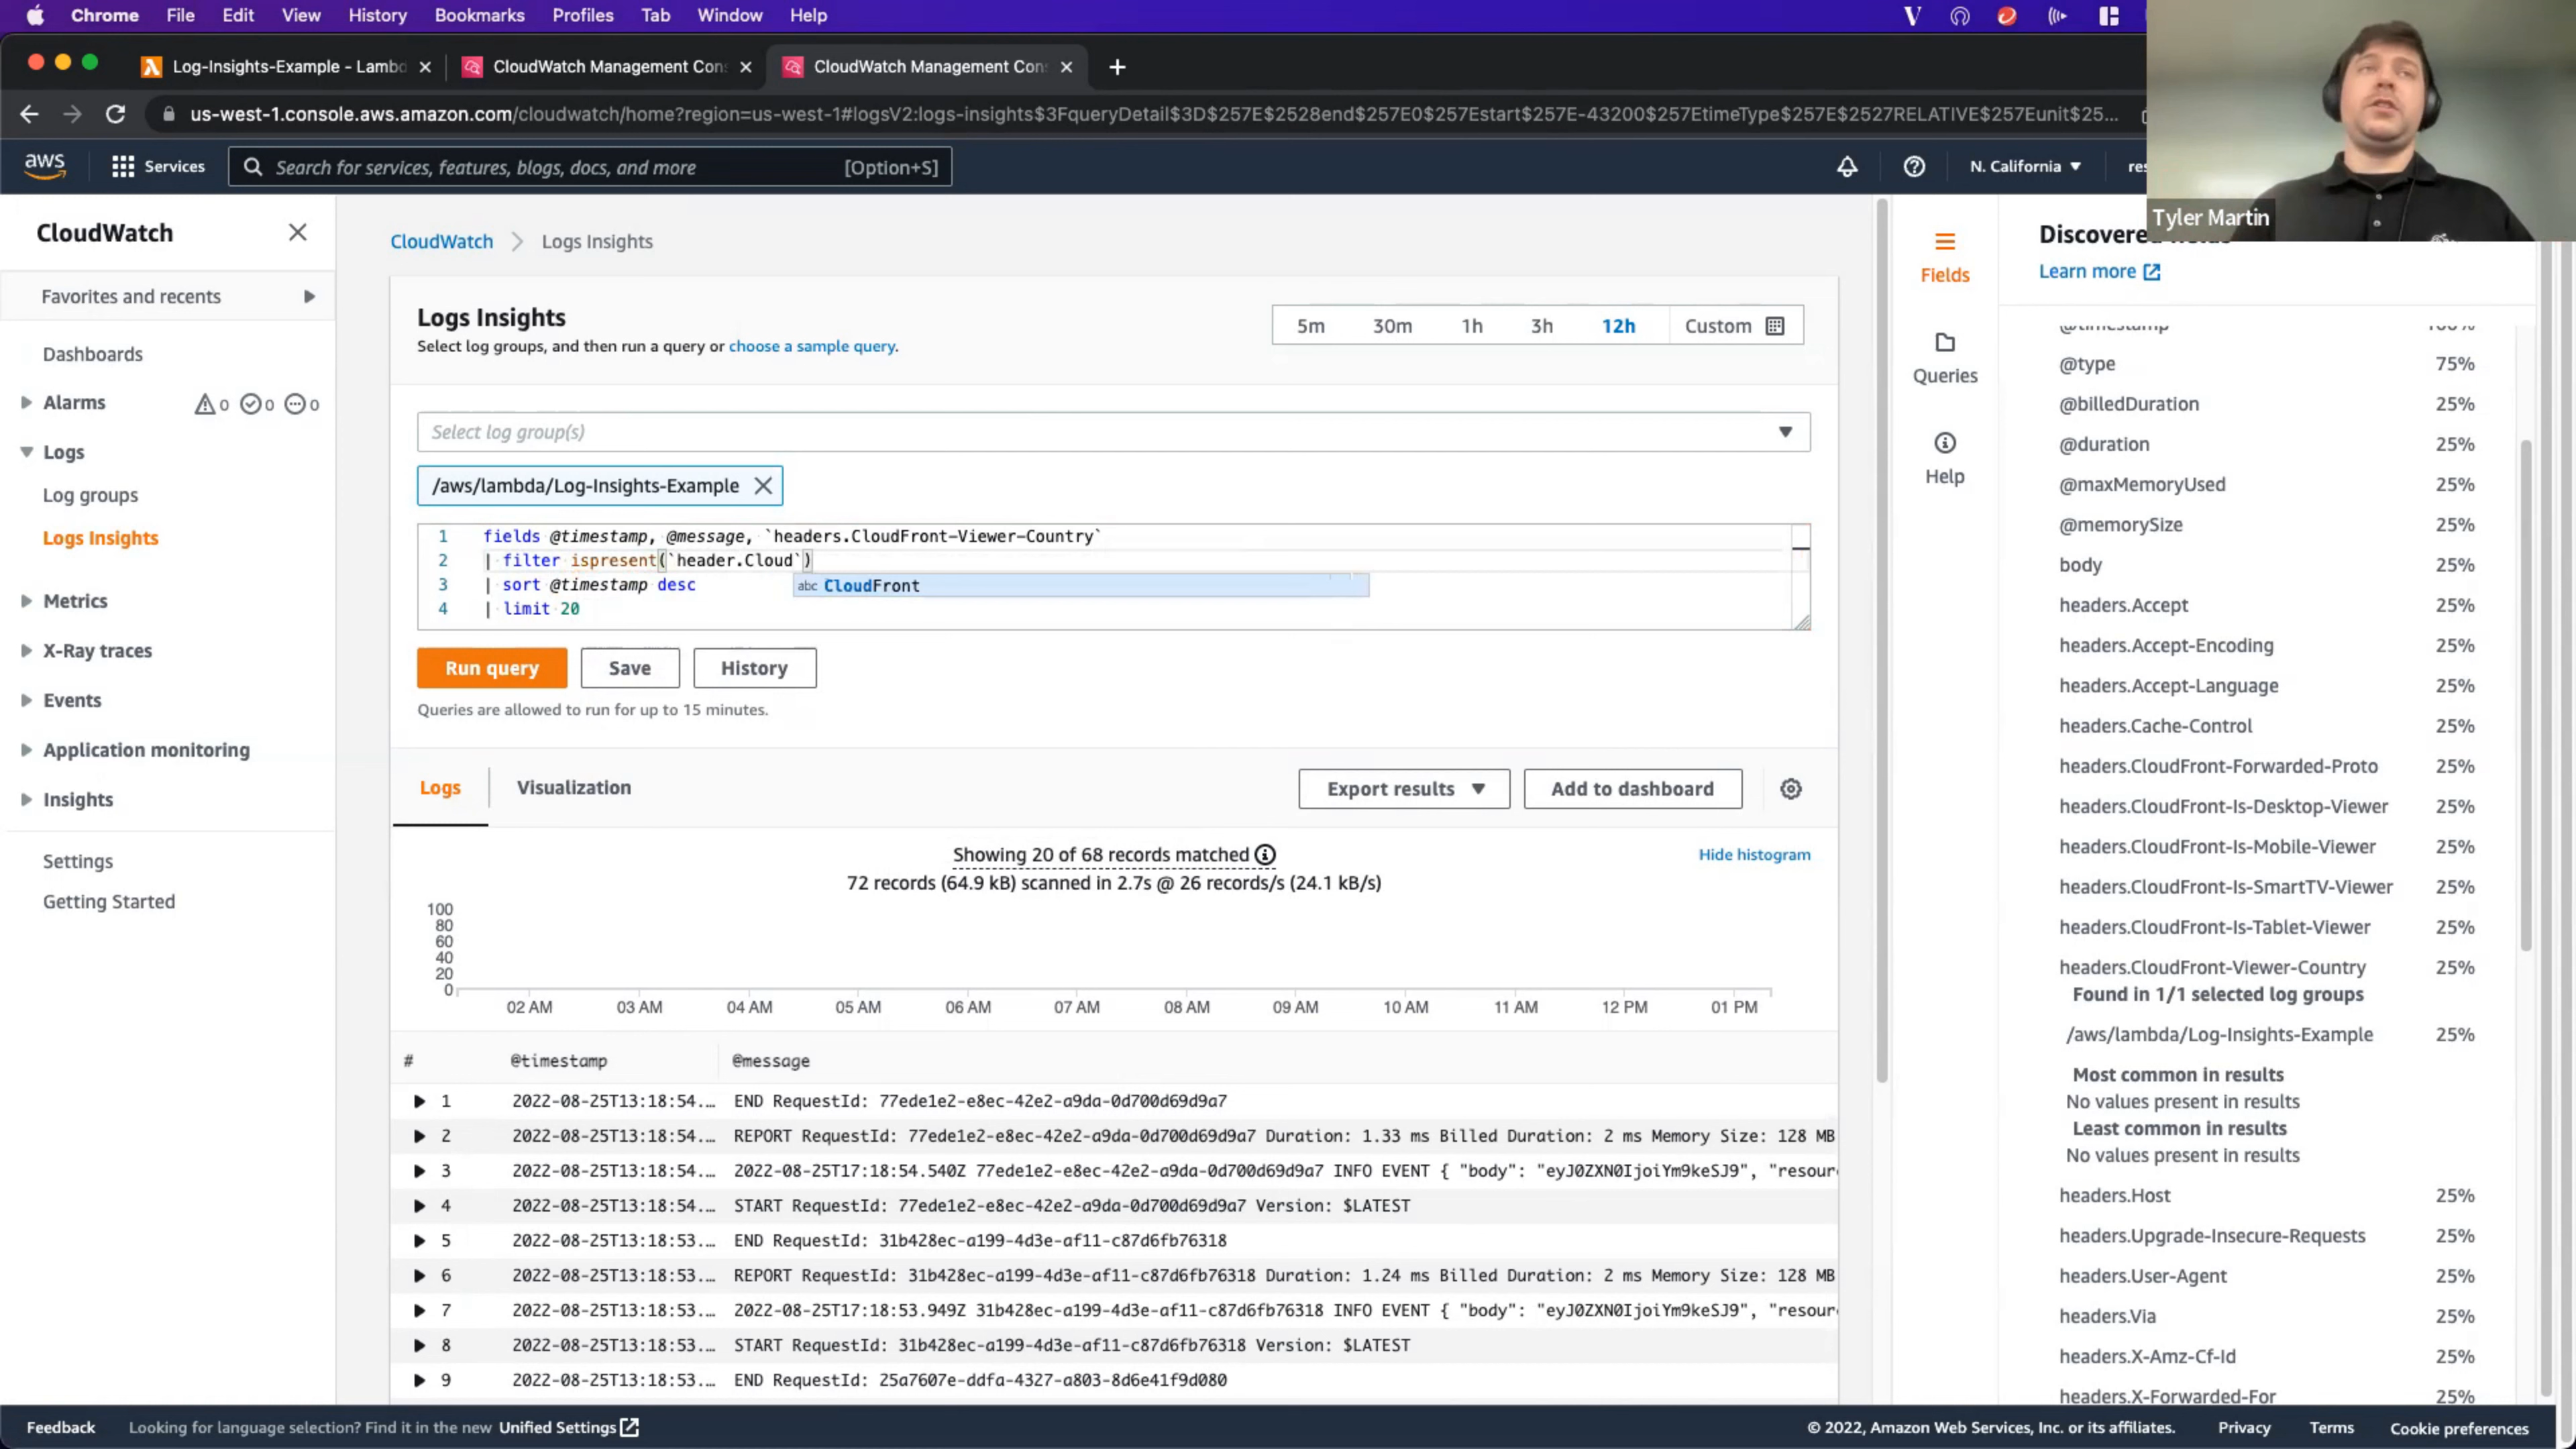 Chrome File Edit View History Bookmarks Profiles Tab Window Help
Log-Insights-Example - Lambd
CloudWatch Management Con
CloudWatch Management Con
us-west-1.console.aws.amazon.com/cloudwatch/home?region=us-west-1#logsV2:logs-insights$3FqueryDetail$3D$257E$2528end$257E0$257Estart$257E-43200$257EtimeType$257E$2527RELATIVE$257Eunit$25...
aws Services Search for services, features, blogs, docs, and more [Option+S] N. California res
Tyler Martin
CloudWatch
Favorites and recents
Dashboards
Alarms 0 0 0
Logs
Log groups
Logs Insights
Metrics
X-Ray traces
Events
Application monitoring
Insights
Settings
Getting Started
CloudWatch > Logs Insights
Logs Insights
Select log groups, and then run a query or choose a sample query.
5m 30m 1h 3h 12h Custom
Select log group(s)
/aws/lambda/Log-Insights-Example
1 fields @timestamp, @message, `headers.CloudFront-Viewer-Country`
2 | filter ispresent(`header.Cloud`)
3 | sort @timestamp desc
abc CloudFront
4 | limit 20
Run query Save History
Queries are allowed to run for up to 15 minutes.
Logs Visualization Export results Add to dashboard
Showing 20 of 68 records matched
Hide histogram
72 records (64.9 kB) scanned in 2.7s @ 26 records/s (24.1 kB/s)
100
80
60
40
20
0
02 AM 03 AM 04 AM 05 AM 06 AM 07 AM 08 AM 09 AM 10 AM 11 AM 12 PM 01 PM
# @timestamp @message
1 2022-08-25T13:18:54.… END RequestId: 77ede1e2-e8ec-42e2-a9da-0d700d69d9a7
2 2022-08-25T13:18:54.… REPORT RequestId: 77ede1e2-e8ec-42e2-a9da-0d700d69d9a7 Duration: 1.33 ms Billed Duration: 2 ms Memory Size: 128 MB
3 2022-08-25T13:18:54.… 2022-08-25T17:18:54.540Z 77ede1e2-e8ec-42e2-a9da-0d700d69d9a7 INFO EVENT { "body": "eyJ0ZXN0IjoiYm9keSJ9", "resour
4 2022-08-25T13:18:54.… START RequestId: 77ede1e2-e8ec-42e2-a9da-0d700d69d9a7 Version: $LATEST
5 2022-08-25T13:18:53.… END RequestId: 31b428ec-a199-4d3e-af11-c87d6fb76318
6 2022-08-25T13:18:53.… REPORT RequestId: 31b428ec-a199-4d3e-af11-c87d6fb76318 Duration: 1.24 ms Billed Duration: 2 ms Memory Size: 128 MB
7 2022-08-25T13:18:53.… 2022-08-25T17:18:53.949Z 31b428ec-a199-4d3e-af11-c87d6fb76318 INFO EVENT { "body": "eyJ0ZXN0IjoiYm9keSJ9", "resour
8 2022-08-25T13:18:53.… START RequestId: 31b428ec-a199-4d3e-af11-c87d6fb76318 Version: $LATEST
9 2022-08-25T13:18:53.… END RequestId: 25a7607e-ddfa-4327-a803-8d6e41f9d080
Fields
Queries
Help
Discovered fields
Learn more
@timestamp 100%
@type 75%
@billedDuration 25%
@duration 25%
@maxMemoryUsed 25%
@memorySize 25%
body 25%
headers.Accept 25%
headers.Accept-Encoding 25%
headers.Accept-Language 25%
headers.Cache-Control 25%
headers.CloudFront-Forwarded-Proto 25%
headers.CloudFront-Is-Desktop-Viewer 25%
headers.CloudFront-Is-Mobile-Viewer 25%
headers.CloudFront-Is-SmartTV-Viewer 25%
headers.CloudFront-Is-Tablet-Viewer 25%
headers.CloudFront-Viewer-Country 25%
Found in 1/1 selected log groups
/aws/lambda/Log-Insights-Example 25%
Most common in results
No values present in results
Least common in results
No values present in results
headers.Host 25%
headers.Upgrade-Insecure-Requests 25%
headers.User-Agent 25%
headers.Via 25%
headers.X-Amz-Cf-Id 25%
headers.X-Forwarded-For 25%
Feedback Looking for language selection? Find it in the new Unified Settings © 2022, Amazon Web Services, Inc. or its affiliates. Privacy Terms Cookie preferences